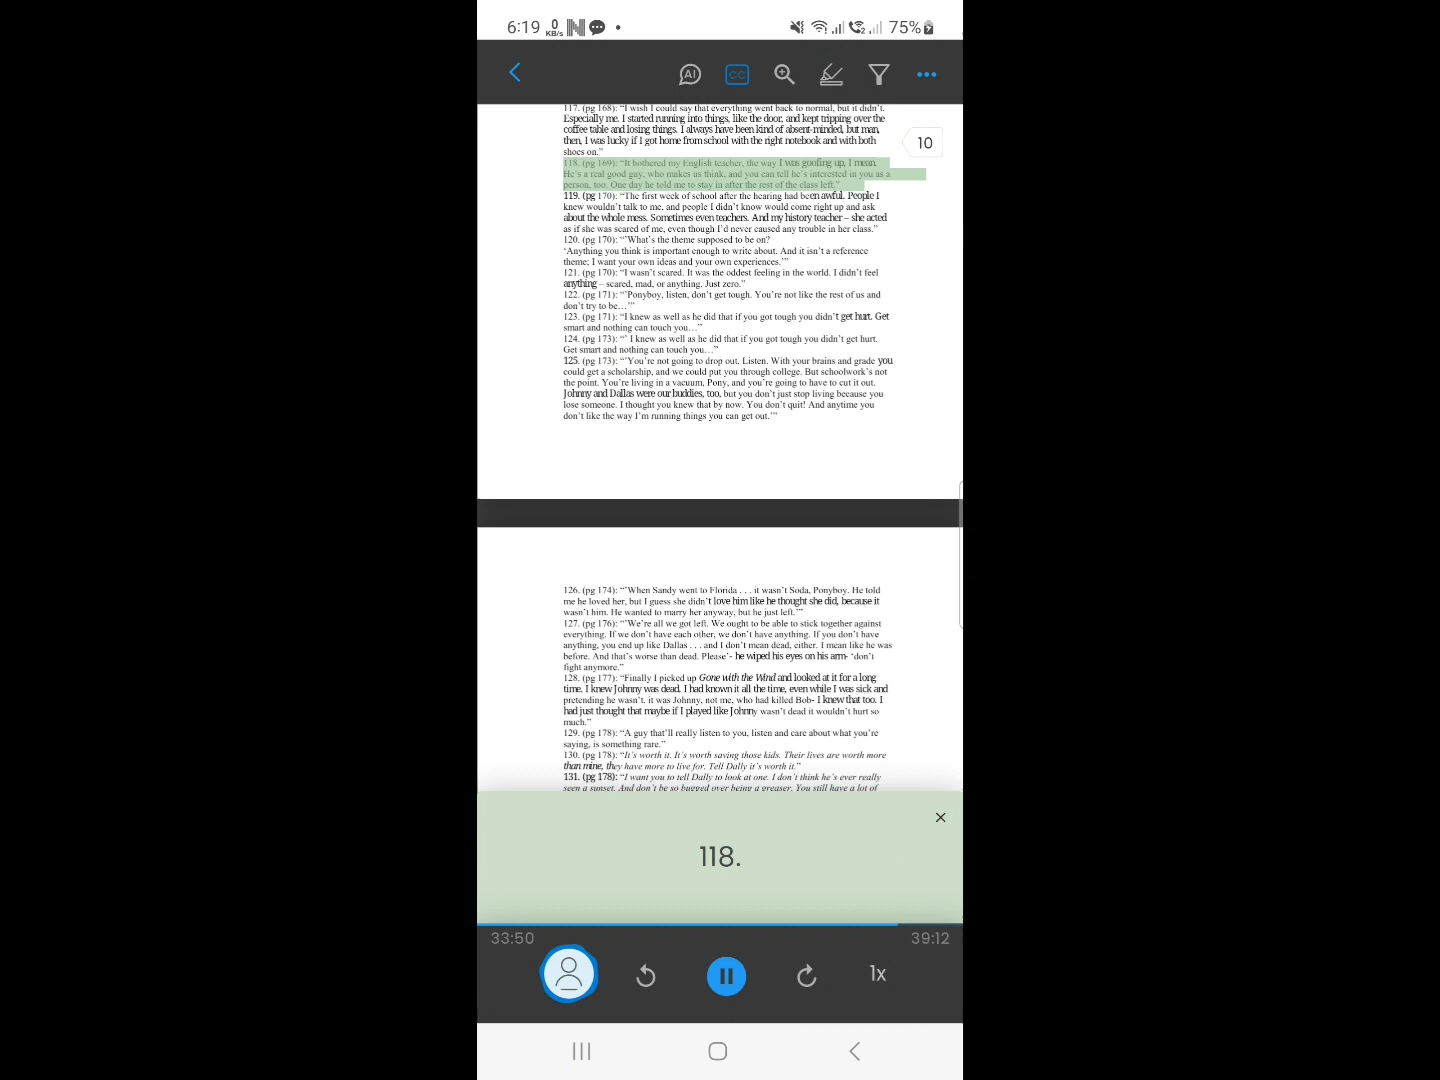 6:19 0 KB/s 75%
AI CC
10
117. (pg 168): “I wish I could say that everything went back to normal, but it didn’t.
Especially me. I started running into things, like the door, and kept tripping over the
coffee table and losing things. I always have been kind of absent-minded, but man,
then, I was lucky if I got home from school with the right notebook and with both
shoes on.”
118. (pg 169): “It bothered my English teacher, the way I was goofing up, I mean.
He’s a real good guy, who makes us think, and you can tell he’s interested in you as a
person, too. One day he told me to stay in after the rest of the class left.”
119. (pg 170): “The first week of school after the hearing had been awful. People I
knew wouldn’t talk to me, and people I didn’t know would come right up and ask
about the whole mess. Sometimes even teachers. And my history teacher – she acted
as if she was scared of me, even though I’d never caused any trouble in her class.”
120. (pg 170): “’What’s the theme supposed to be on?
‘Anything you think is important enough to write about. And it isn’t a reference
theme; I want your own ideas and your own experiences.’”
121. (pg 170): “I wasn’t scared. It was the oddest feeling in the world. I didn’t feel
anything – scared, mad, or anything. Just zero.”
122. (pg 171): “’Ponyboy, listen, don’t get tough. You’re not like the rest of us and
don’t try to be…’”
123. (pg 171): “I knew as well as he did that if you got tough you didn’t get hurt. Get
smart and nothing can touch you…”
124. (pg 173): “’ I knew as well as he did that if you got tough you didn’t get hurt.
Get smart and nothing can touch you…”
125. (pg 173): “’You’re not going to drop out. Listen. With your brains and grade you
could get a scholarship, and we could put you through college. But schoolwork’s not
the point. You’re living in a vacuum, Pony, and you’re going to have to cut it out.
Johnny and Dallas were our buddies, too, but you don’t just stop living because you
lose someone. I thought you knew that by now. You don’t quit! And anytime you
don’t like the way I’m running things you can get out.’”
126. (pg 174): “’When Sandy went to Florida . . . it wasn’t Soda, Ponyboy. He told
me he loved her, but I guess she didn’t love him like he thought she did, because it
wasn’t him. He wanted to marry her anyway, but he just left.’”
127. (pg 176): “’We’re all we got left. We ought to be able to stick together against
everything. If we don’t have each other, we don’t have anything. If you don’t have
anything, you end up like Dallas . . . and I don’t mean dead, either. I mean like he was
before. And that’s worse than dead. Please’- he wiped his eyes on his arm- ‘don’t
fight anymore.”
128. (pg 177): “Finally I picked up Gone with the Wind and looked at it for a long
time. I knew Johnny was dead. I had known it all the time, even while I was sick and
pretending he wasn’t. it was Johnny, not me, who had killed Bob- I knew that too. I
had just thought that maybe if I played like Johnny wasn’t dead it wouldn’t hurt so
much.”
129. (pg 178): “A guy that’ll really listen to you, listen and care about what you’re
saying, is something rare.”
130. (pg 178): “It’s worth it. It’s worth saving those kids. Their lives are worth more
than mine, they have more to live for. Tell Dally it’s worth it.”
131. (pg 178): “I want you to tell Dally to look at one. I don’t think he’s ever really
seen a sunset. And don’t be so bugged over being a greaser. You still have a lot of
118.
33:50 39:12
1x